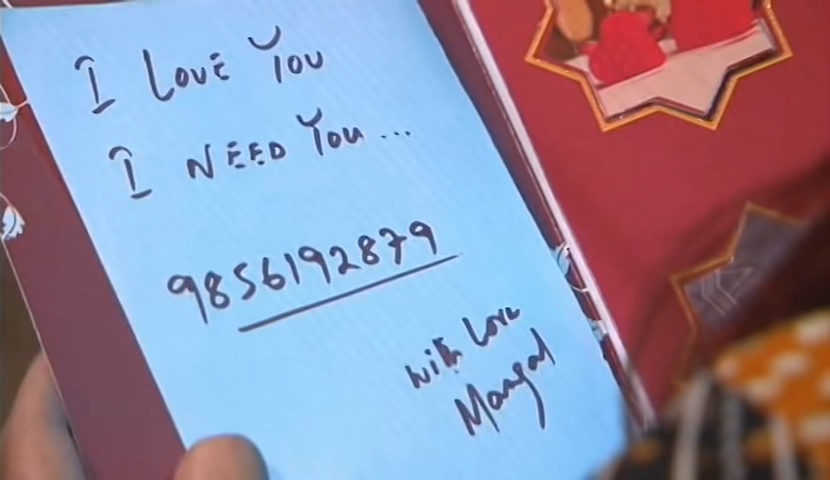 I LOVE YOU
I NEED YOU...
9856192879
With Love
Mangal